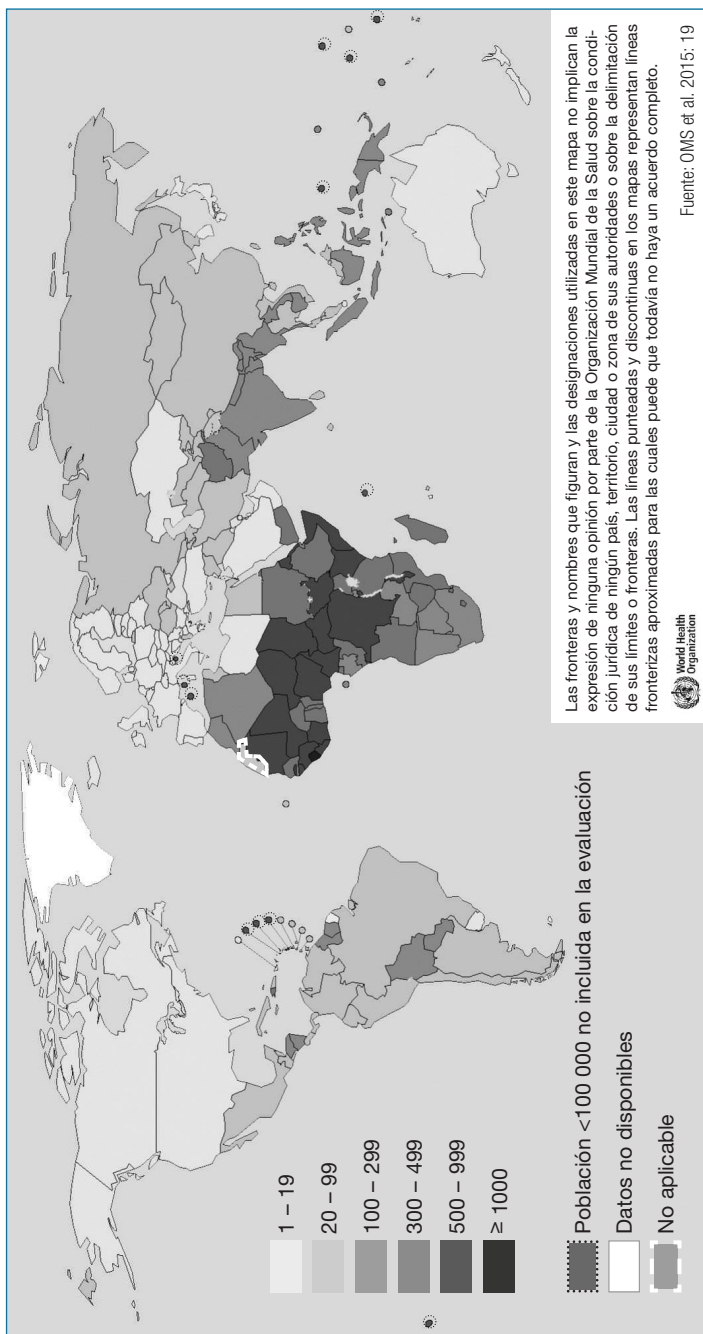 1 – 19
20 – 99
100 – 299
300 – 499
500 – 999
≥ 1000
Población <100 000 no incluida en la evaluación
Datos no disponibles
No aplicable
Las fronteras y nombres que figuran y las designaciones utilizadas en este mapa no implican la
expresión de ninguna opinión por parte de la Organización Mundial de la Salud sobre la condi-
ción jurídica de ningún país, territorio, ciudad o zona de sus autoridades o sobre la delimitación
de sus límites o fronteras. Las líneas punteadas y discontinuas en los mapas representan líneas
fronterizas aproximadas para las cuales puede que todavía no haya un acuerdo completo.
World Health
Organization
Fuente: OMS et al. 2015: 19